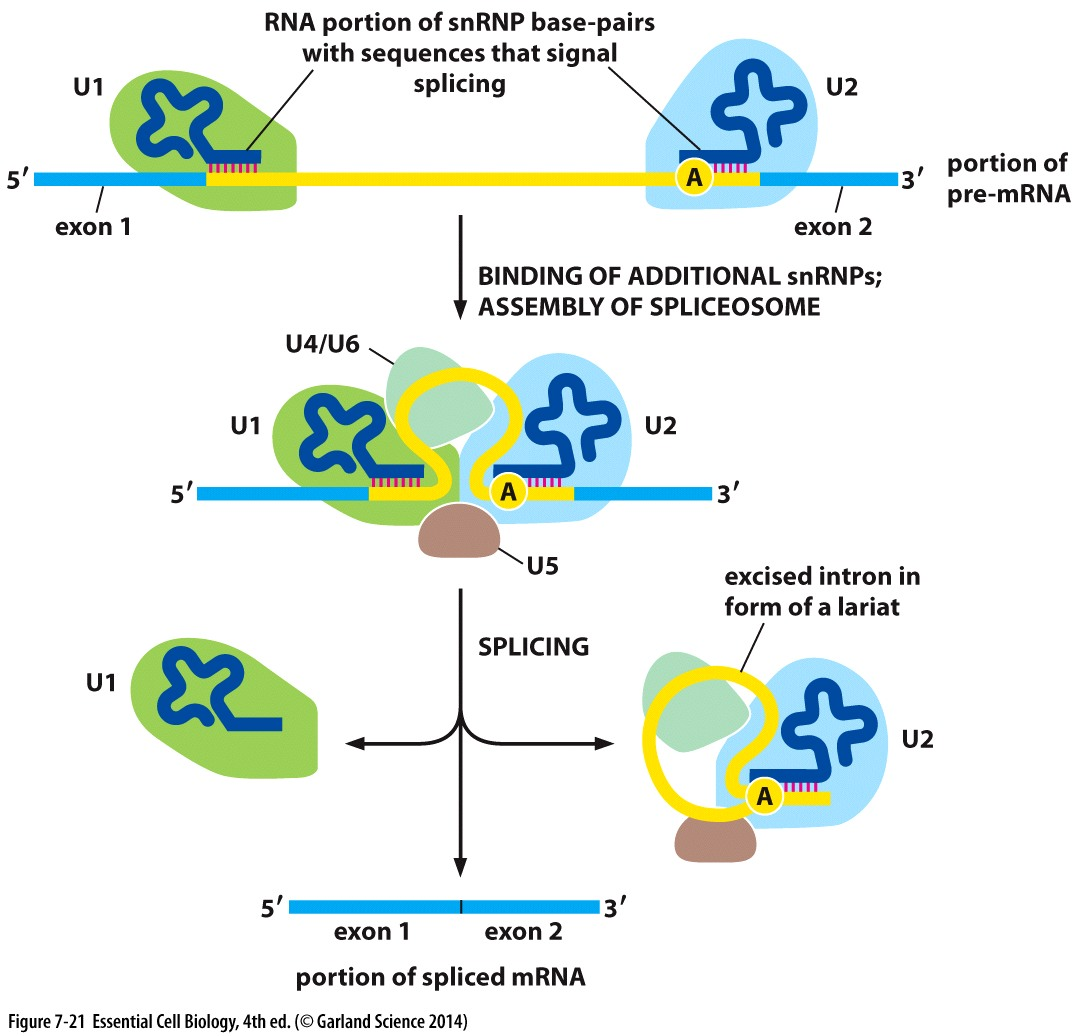 RNA portion of snRNP base-pairs
with sequences that signal
splicing
U1
U2
5′
A
3′
portion of
pre-mRNA
exon 1
exon 2
BINDING OF ADDITIONAL snRNPs;
ASSEMBLY OF SPLICEOSOME
U4/U6
U1
U2
5′
A
3′
U5
excised intron in
form of a lariat
SPLICING
U1
U2
A
5′
3′
exon 1
exon 2
portion of spliced mRNA
Figure 7-21 Essential Cell Biology, 4th ed. (© Garland Science 2014)